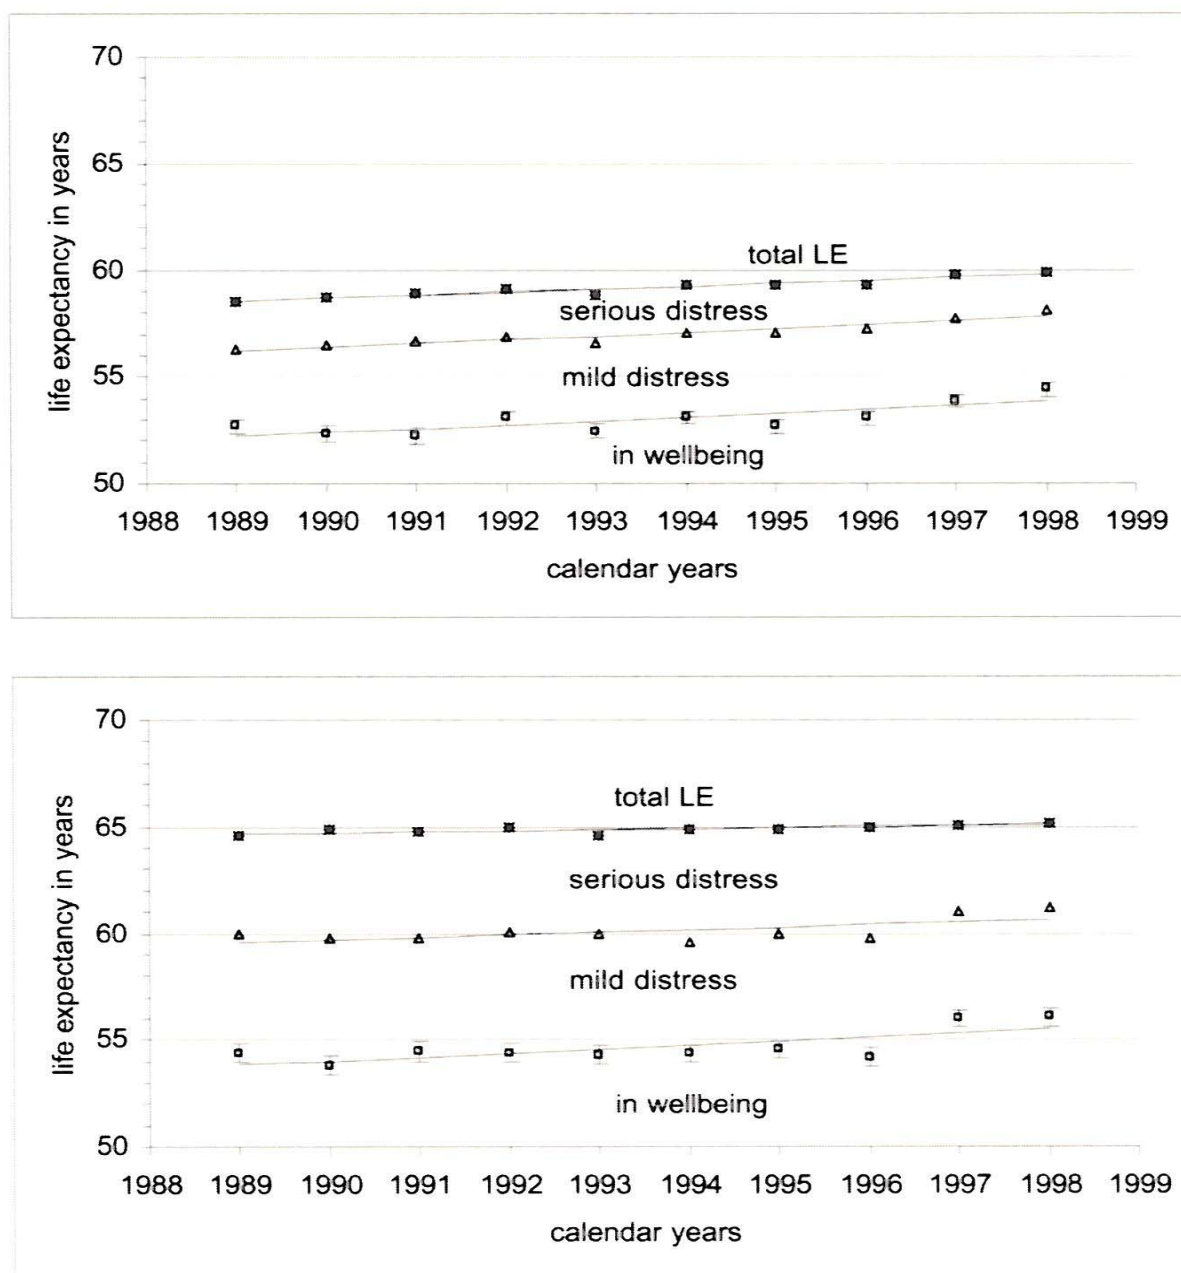 70
65
60
55
50
life expectancy in years
total LE
serious distress
mild distress
in wellbeing
1988 1989 1990 1991 1992 1993 1994 1995 1996 1997 1998 1999
calendar years
70
65
60
55
50
life expectancy in years
total LE
serious distress
mild distress
in wellbeing
1988 1989 1990 1991 1992 1993 1994 1995 1996 1997 1998 1999
calendar years